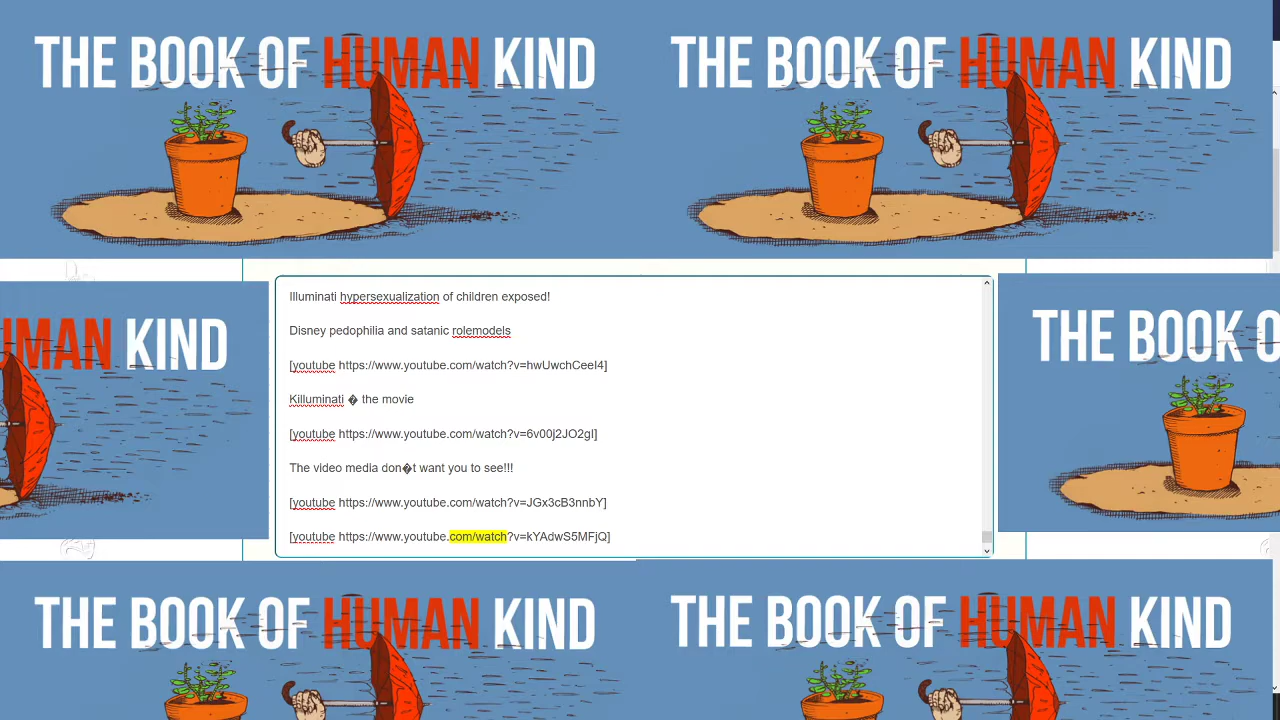 THE BOOK OF HUMAN KIND
THE BOOK OF HUMAN KIND
Illuminati hypersexualization of children exposed!
Disney pedophilia and satanic rolemodels
[youtube https://www.youtube.com/watch?v=hwUwchCeeI4]
Killuminati � the movie
[youtube https://www.youtube.com/watch?v=6v00j2JO2gI]
The video media don�t want you to see!!!
[youtube https://www.youtube.com/watch?v=JGx3cB3nnbY]
[youtube https://www.youtube.com/watch?v=kYAdwS5MFjQ]
UMAN KIND
THE BOOK O
THE BOOK OF HUMAN KIND
THE BOOK OF HUMAN KIND